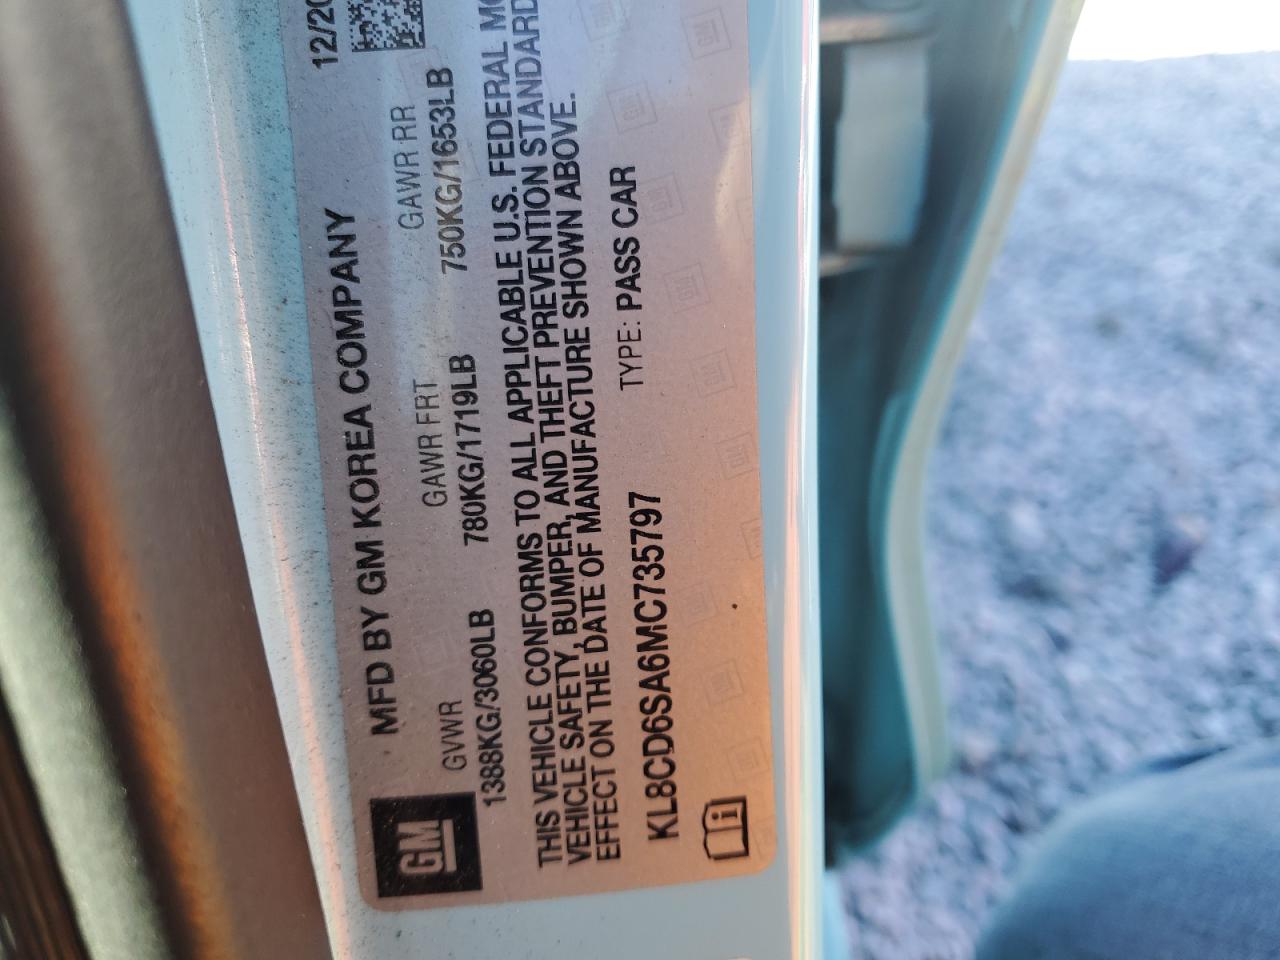 MFD BY GM KOREA COMPANY 12/20
GM
GVWR GAWR FRT GAWR RR
1388KG/3060LB 780KG/1719LB 750KG/1653LB
THIS VEHICLE CONFORMS TO ALL APPLICABLE U.S. FEDERAL
VEHICLE SAFETY, BUMPER, AND THEFT PREVENTION STANDARD
EFFECT ON THE DATE OF MANUFACTURE SHOWN ABOVE.
KL8CD6SA6MC735797 TYPE: PASS CAR